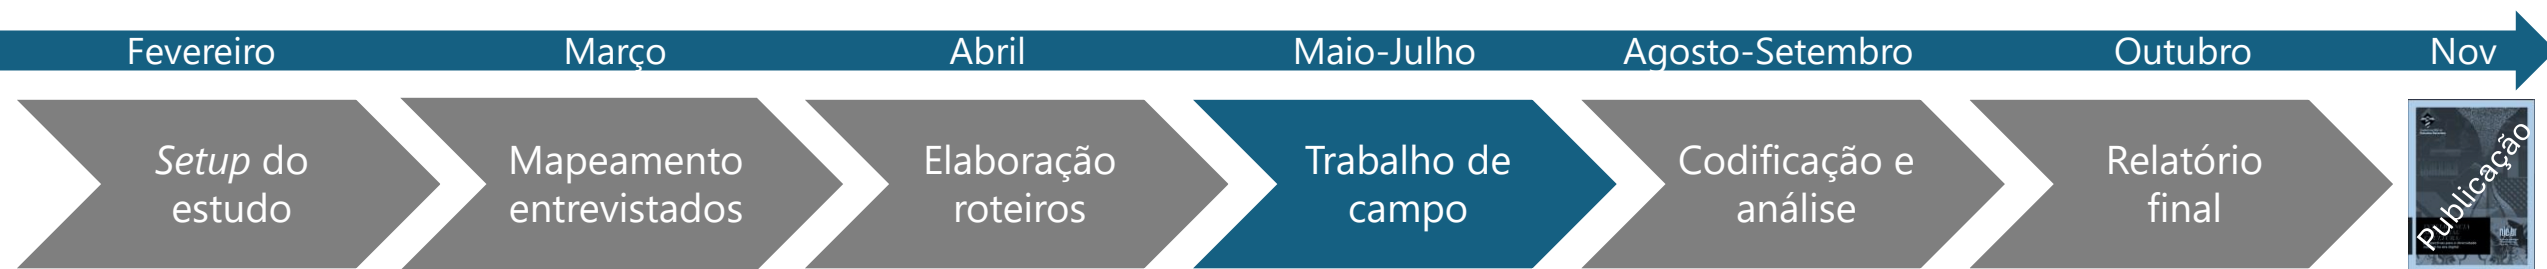 Fevereiro
Março
Abril
Maio-Julho
Agosto-Setembro
Outubro
Nov
Setup do
estudo
Mapeamento
entrevistados
Elaboração
roteiros
Trabalho de
campo
Codificação e
análise
Relatório
final
Publicação